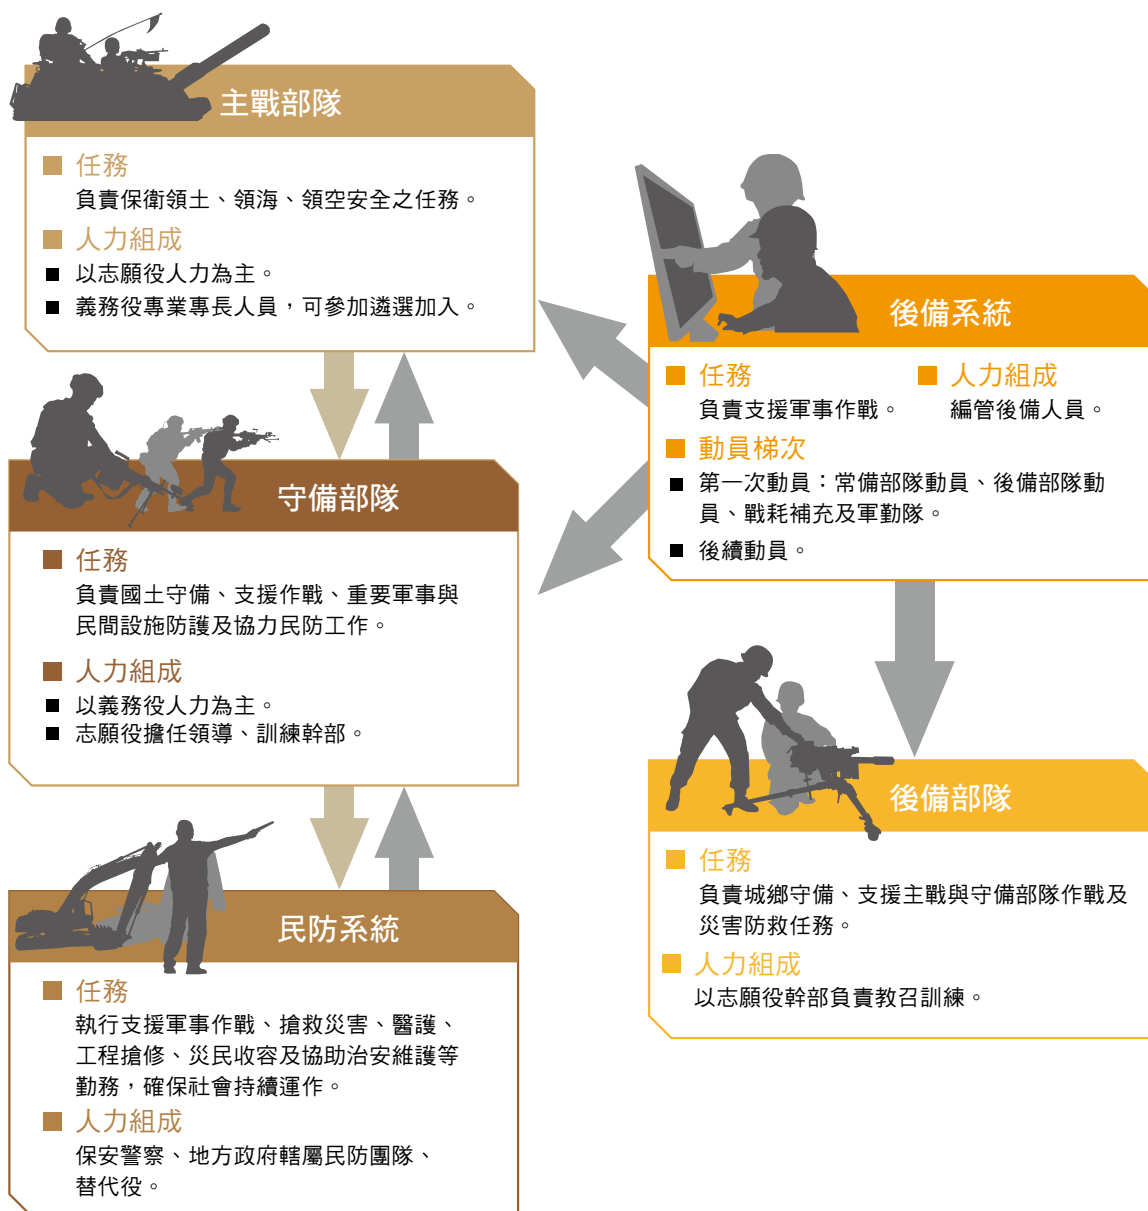 主戰部隊
任務
負責保衛領土、領海、領空安全之任務。
人力組成
以志願役人力為主。
義務役專業專長人員，可參加遴選加入。
守備部隊
任務
負責國土守備、支援作戰、重要軍事與
民間設施防護及協力民防工作。
人力組成
以義務役人力為主。
志願役擔任領導、訓練幹部。
民防系統
任務
執行支援軍事作戰、搶救災害、醫護、
工程搶修、災民收容及協助治安維護等
勤務，確保社會持續運作。
人力組成
保安警察、地方政府轄屬民防團隊、
替代役。
後備系統
任務
負責支援軍事作戰。
人力組成
編管後備人員。
動員梯次
第一次動員：常備部隊動員、後備部隊動
員、戰耗補充及軍勤隊。
後續動員。
後備部隊
任務
負責城鄉守備、支援主戰與守備部隊作戰及
災害防救任務。
人力組成
以志願役幹部負責教召訓練。